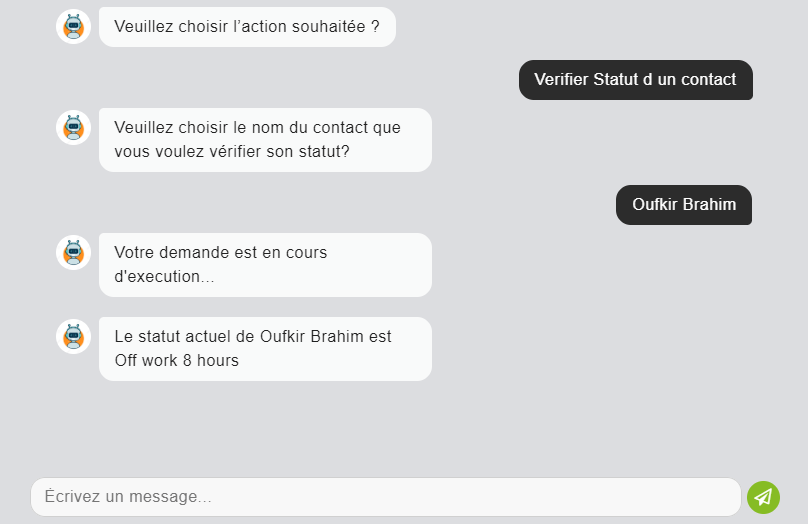 Veuillez choisir l’action souhaitée ?
Verifier Statut d un contact
Veuillez choisir le nom du contact que
vous voulez vérifier son statut?
Oufkir Brahim
Votre demande est en cours
d'execution...
Le statut actuel de Oufkir Brahim est
Off work 8 hours
Écrivez un message...